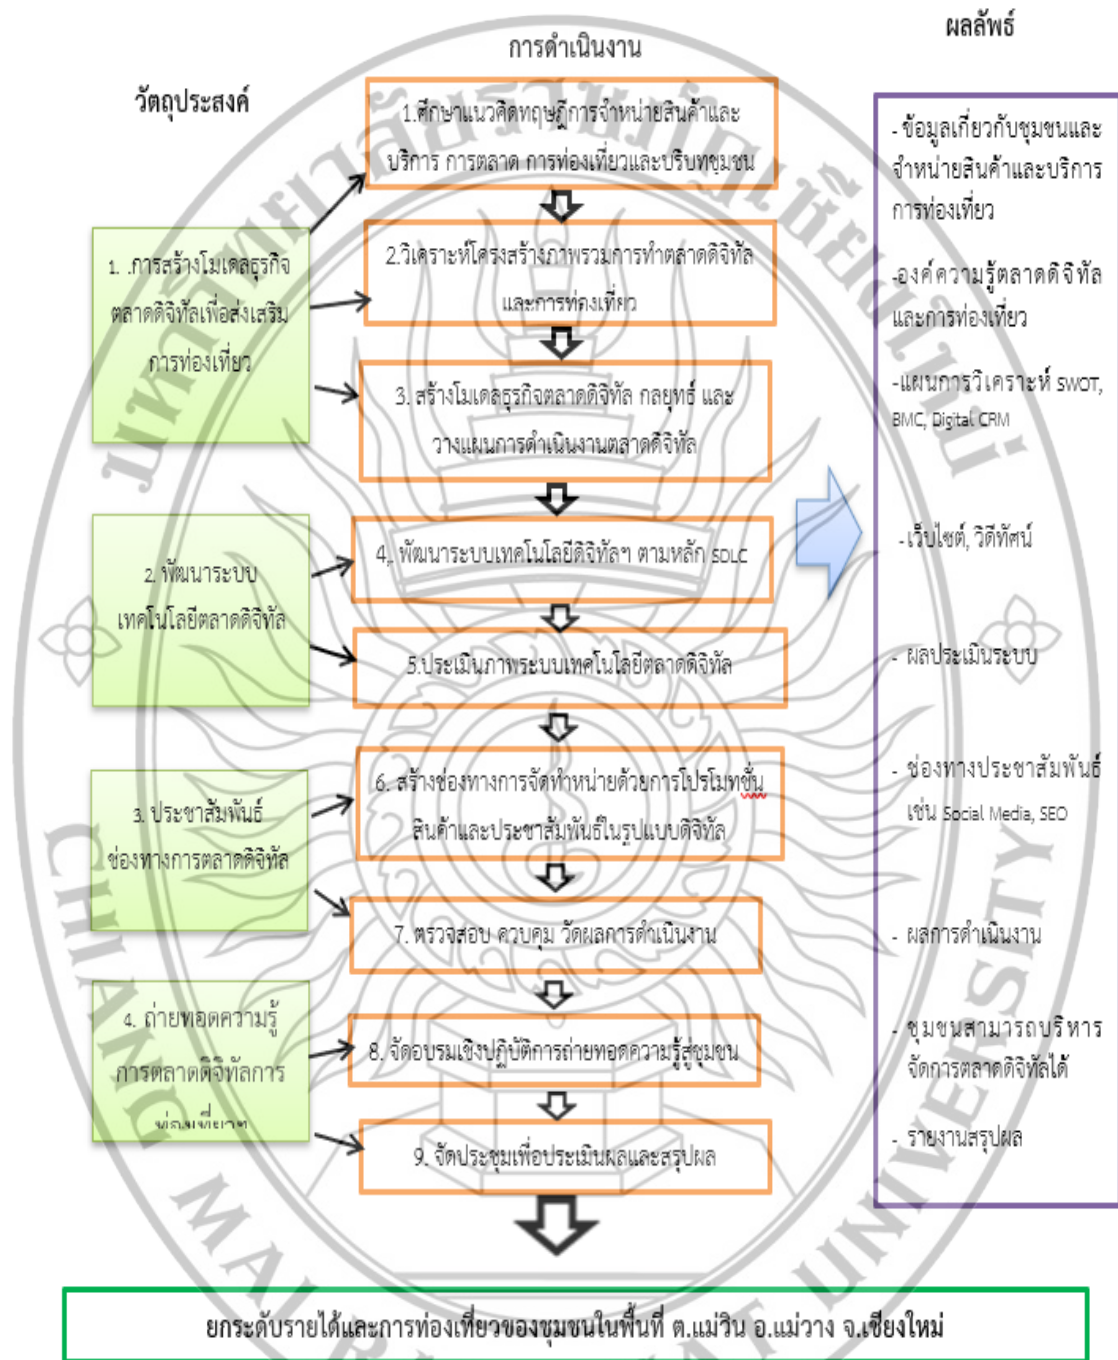 ผลลัพธ์
การดำเนินงาน
วัตถุประสงค์
1. .การสร้างโมเดลธุรกิจ
ตลาดดิจิทัลเพื่อส่งเสริม
การท่องเที่ยว
2. พัฒนาระบบ
เทคโนโลยีตลาดดิจิทัล
3. ประชาสัมพันธ์
ช่องทางการตลาดดิจิทัล
4. ถ่ายทอดความรู้
การตลาดดิจิทัลการ
ท่องเที่ยวฯ
1.ศึกษาแนวคิดทฤษฎีการจำหน่ายสินค้าและ
บริการ การตลาด การท่องเที่ยวและบริบทชุมชน
2.วิเคราะห์โครงสร้างภาพรวมการทำตลาดดิจิทัล
และการท่องเที่ยว
3. สร้างโมเดลธุรกิจตลาดดิจิทัล กลยุทธ์ และ
วางแผนการดำเนินงานตลาดดิจิทัล
4,. พัฒนาระบบเทคโนโลยีดิจิทัลฯ ตามหลัก SDLC
5.ประเมินภาพระบบเทคโนโลยีตลาดดิจิทัล
6. สร้างช่องทางการจัดทำหน่ายด้วยการโปรโมทชั่น
สินค้าและประชาสัมพันธ์ในรูปแบบดิจิทัล
7. ตรวจสอบ ควบคุม วัดผลการดำเนินงาน
8. จัดอบรมเชิงปฏิบัติการถ่ายทอดความรู้สู่ชุมชน
9. จัดประชุมเพื่อประเมินผลและสรุปผล
- ข้อมูลเกี่ยวกับชุมชนและ
จำหน่ายสินค้าและบริการ
การท่องเที่ยว
-องค์ความรู้ตลาดดิจิทัล
และการท่องเที่ยว
-แผนการวิเคราะห์ SWOT,
BMC, Digital CRM
-เว็บไซต์, วิดีทัศน์
- ผลประเมินระบบ
- ช่องทางประชาสัมพันธ์
เช่น Social Media, SEO
- ผลการดำเนินงาน
- ชุมชนสามารถบริหาร
จัดการตลาดดิจิทัลได้
- รายงานสรุปผล
ยกระดับรายได้และการท่องเที่ยวของชุมชนในพื้นที่ ต.แม่วิน อ.แม่วาง จ.เชียงใหม่
มหาวิทยาลัยราชภัฏเชียงใหม่
CHIANG MAI RAJABHAT UNIVERSITY